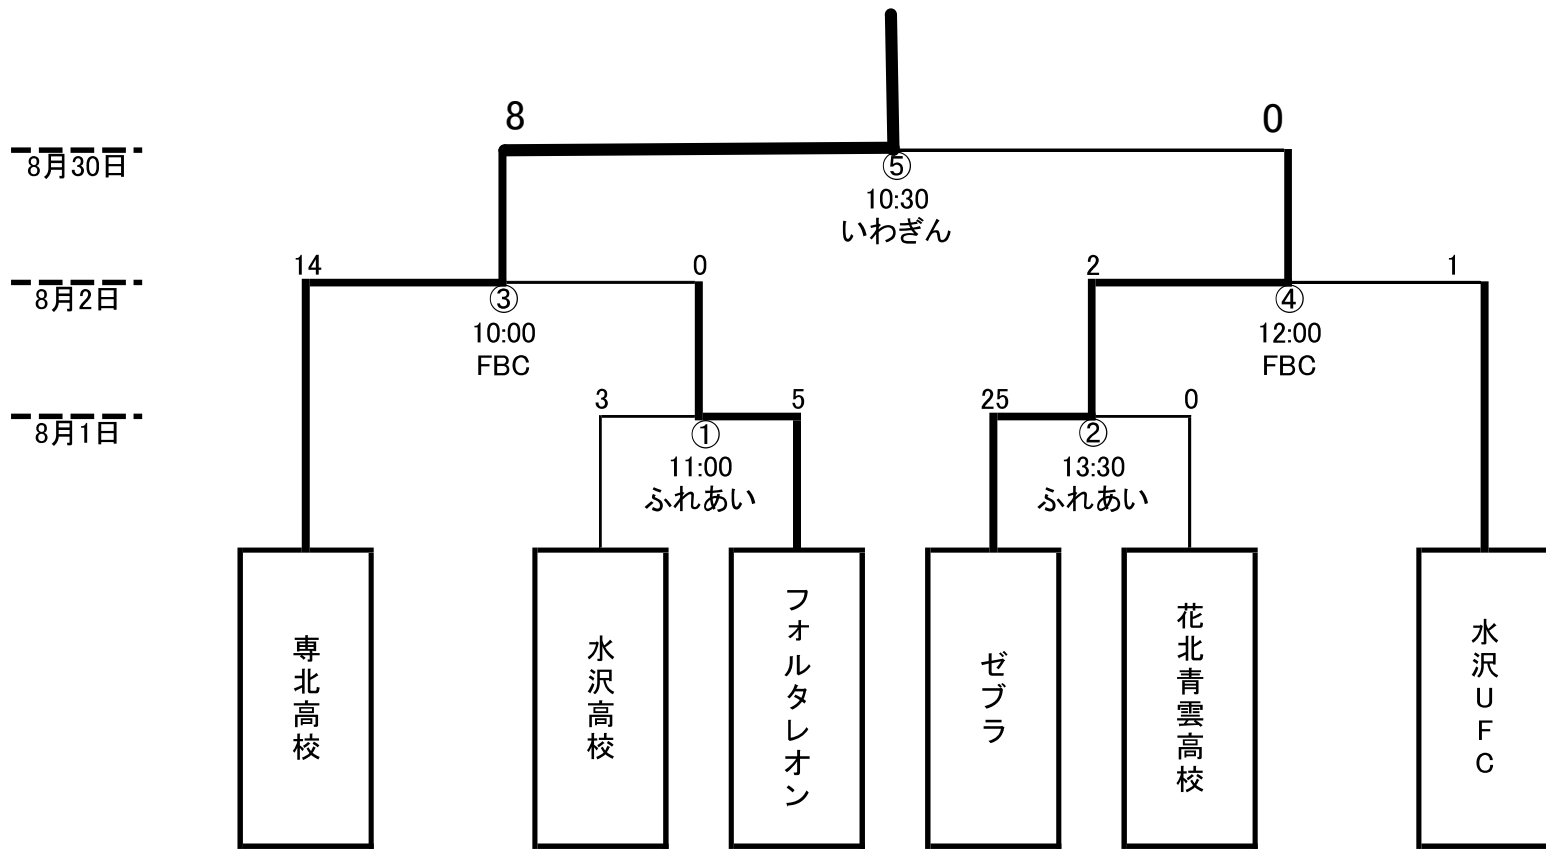 8 0
8月30日
⑤
10:30
いわぎん
14 0 2 1
8月2日
③ ④
10:00 12:00
FBC FBC
3 5 25 0
8月1日
① ②
11:00 13:30
ふれあい ふれあい
専北高校
水沢高校
フォルタレオン
ゼブラ
花北青雲高校
水沢UFC